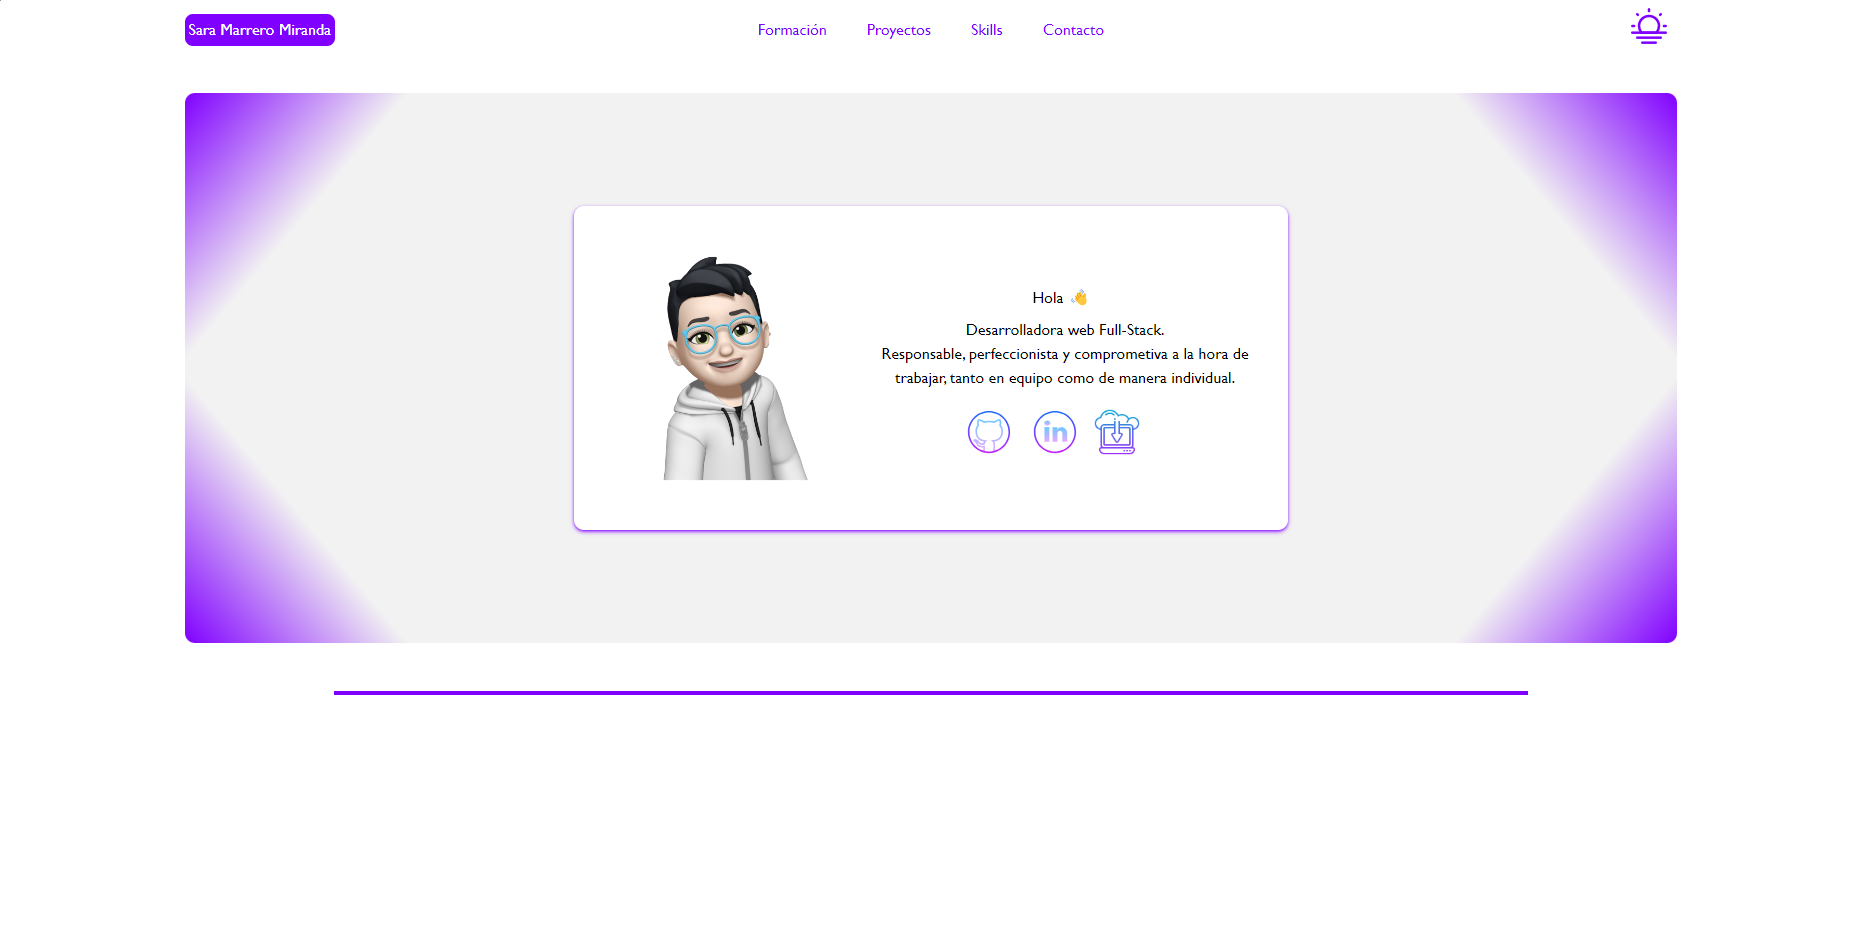 Sara Marrero Miranda
Formación
Proyectos
Skills
Contacto
Hola 👋
Desarrolladora web Full-Stack.
Responsable, perfeccionista y comprometiva a la hora de
trabajar, tanto en equipo como de manera individual.
in